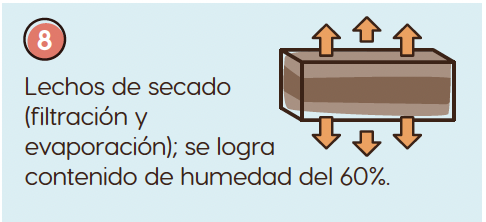 8
Lechos de secado
(filtración y
evaporación); se logra
contenido de humedad del 60%.